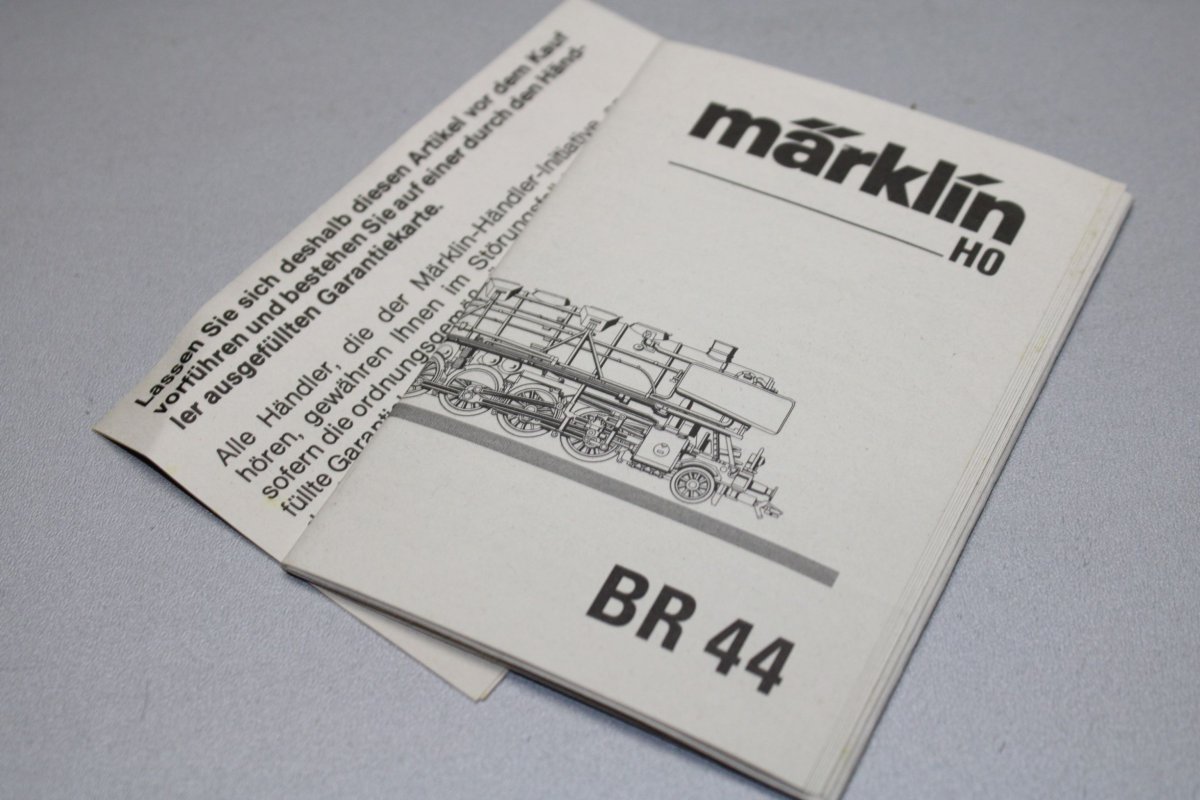 Lassen Sie sich deshalb diesen Artikel vor dem Kauf
vorführen und bestehen Sie auf einer durch den Händ-
ler ausgefüllten Garantiekarte.
Alle Händler, die der Märklin-Händler-Initiative
hören, gewähren Ihnen im
sofern die
füllte
märklin
H0
BR 44